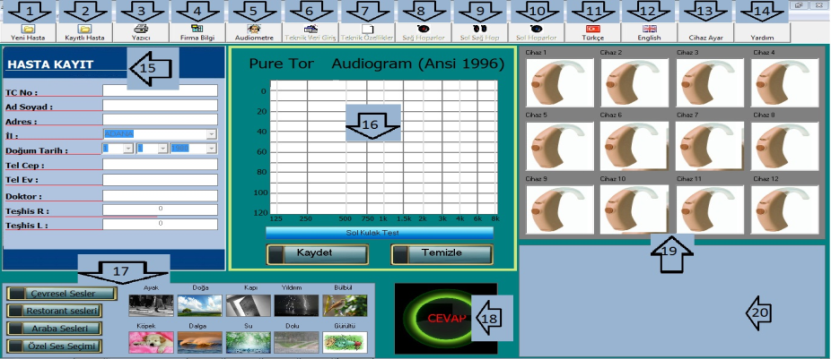 1 2 3 4 5 6 7 8 9 10 11 12 13 14
Yeni Hasta Kayıtlı Hasta Yazıcı Firma Bilgi Audiometre Teknik Veri Giriş Teknik Özellikler Sağ Hoparlör Sol Sağ Hop Sol Hoparlör Türkçe English Cihaz Ayar Yardım
HASTA KAYIT
15
TC No :
Ad Soyad :
Adres :
İl :
Doğum Tarih :
Tel Cep :
Tel Ev :
Doktor :
Teşhis R : 0
Teşhis L : 0
Pure Tor Audiogram (Ansi 1996)
16
0
20
40
60
80
100
120
125 250 500 750 1k 1.5k 2k 3k 4k 6k 8k
Sol Kulak Test
Kaydet Temizle
Cihaz 1 Cihaz 2 Cihaz 3 Cihaz 4
Cihaz 5 Cihaz 6 Cihaz 7 Cihaz 8
Cihaz 9 Cihaz 10 Cihaz 11 Cihaz 12
19
17
Çevresel Sesler
Restorant sesleri
Araba Sesleri
Özel Ses Seçimi
Ayak Doğa Kapı Yıldırım Bülbül
Köpek Dalga Su Dolu Gürültü
CEVAP
18
20